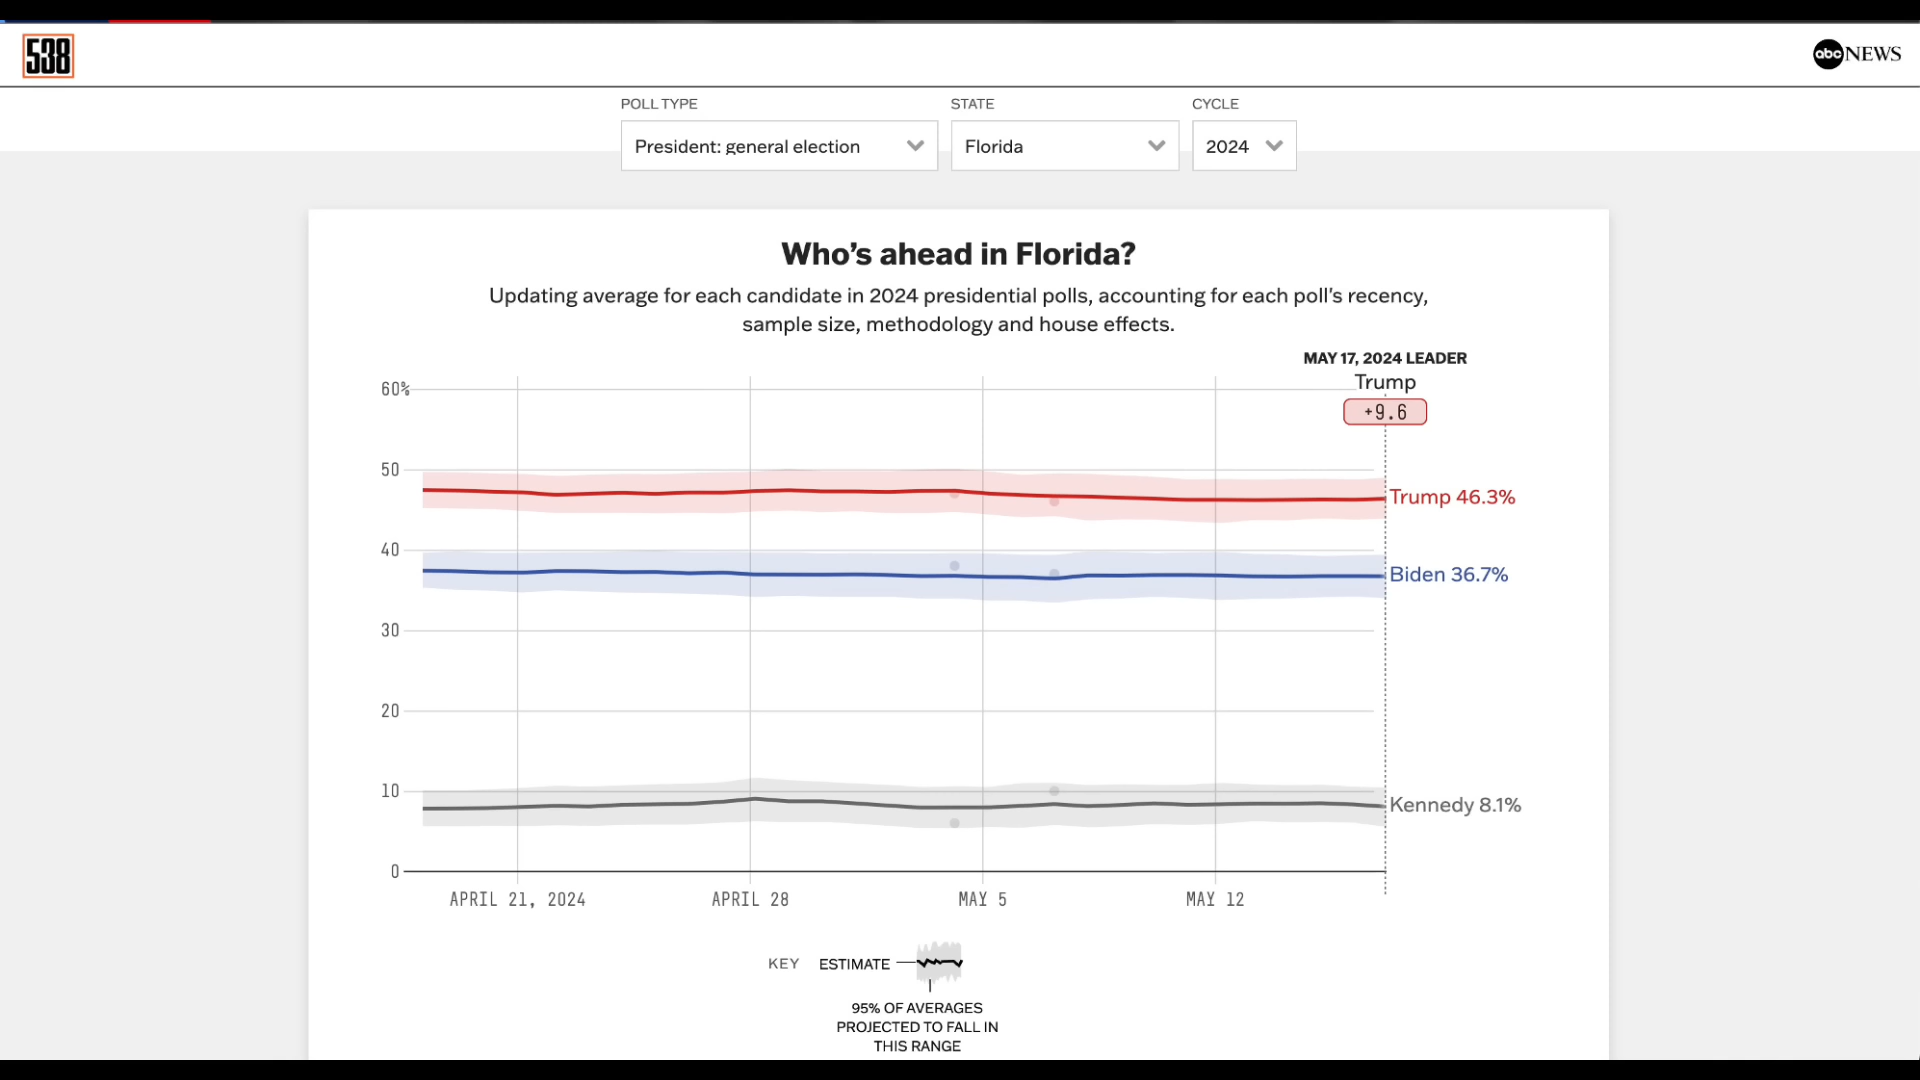 538
abc NEWS
POLL TYPE
STATE
CYCLE
President: general election
Florida
2024
Who's ahead in Florida?
Updating average for each candidate in 2024 presidential polls, accounting for each poll's recency,
sample size, methodology and house effects.
MAY 17, 2024 LEADER
Trump
+9.6
60%
50
40
30
20
10
0
Trump 46.3%
Biden 36.7%
Kennedy 8.1%
APRIL 21, 2024
APRIL 28
MAY 5
MAY 12
KEY
ESTIMATE
95% OF AVERAGES
PROJECTED TO FALL IN
THIS RANGE